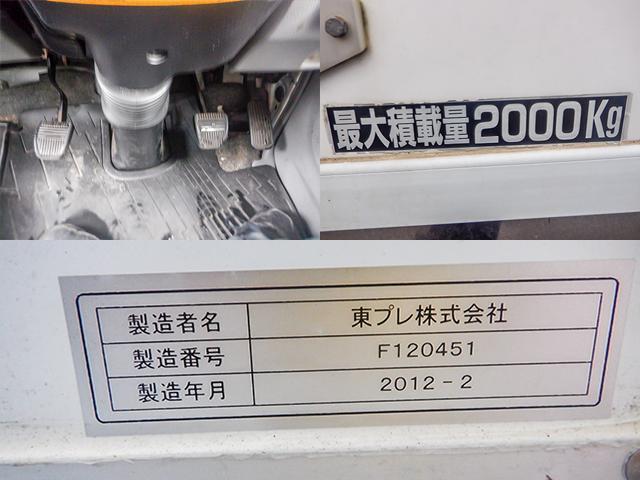 最大積載量2000Kg
製造者名 東プレ株式会社
製造番号 F120451
製造年月 2012-2